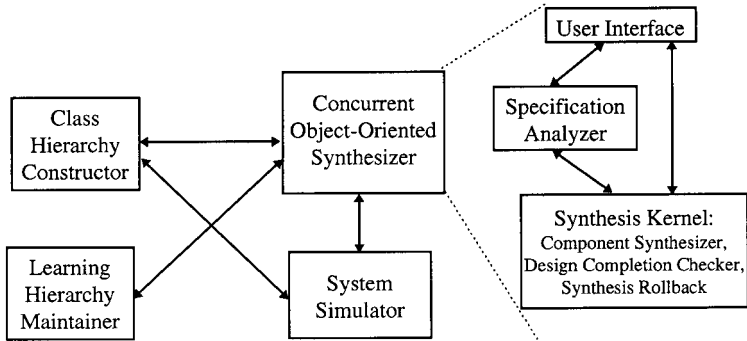 Class
Hierarchy
Constructor
Concurrent
Object-Oriented
Synthesizer
Learning
Hierarchy
Maintainer
System
Simulator
User Interface
Specification
Analyzer
Synthesis Kernel:
Component Synthesizer,
Design Completion Checker,
Synthesis Rollback